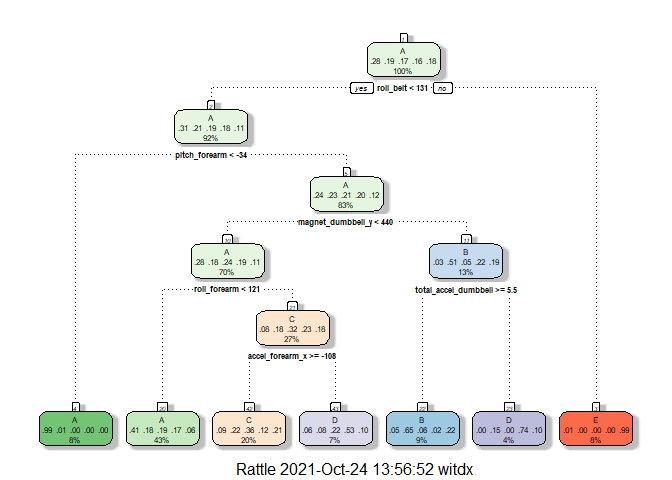 1
A
.28 .19 .17 .16 .18
100%
yes roll_belt < 131 no
2
A
.31 .21 .19 .18 .11
92%
pitch_forearm < -34
5
A
.24 .23 .21 .20 .12
83%
magnet_dumbbell_y < 440
10
A
.28 .18 .24 .19 .11
70%
11
B
.03 .51 .05 .22 .19
13%
roll_forearm < 121
total_accel_dumbbell >= 5.5
21
C
.08 .18 .32 .23 .18
27%
accel_forearm_x >= -108
4
A
.99 .01 .00 .00 .00
8%
20
A
.41 .18 .19 .17 .06
43%
42
C
.09 .22 .36 .12 .21
20%
43
D
.06 .08 .22 .53 .10
7%
22
B
.05 .65 .06 .02 .22
9%
23
D
.00 .15 .00 .74 .10
4%
3
E
.01 .00 .00 .00 .99
8%
Rattle 2021-Oct-24 13:56:52 witdx